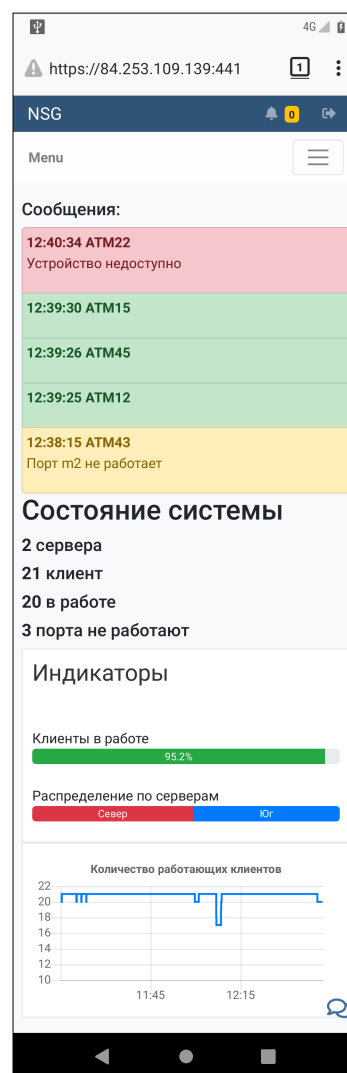 4G
https://84.253.109.139:441
1
NSG
0
Menu
Сообщения:
12:40:34 ATM22
Устройство недоступно
12:39:30 ATM15
12:39:26 ATM45
12:39:25 ATM12
12:38:15 ATM43
Порт m2 не работает
Состояние системы
2 сервера
21 клиент
20 в работе
3 порта не работают
Индикаторы
Клиенты в работе
95.2%
Распределение по серверам
Север Юг
Количество работающих клиентов
22
20
18
16
14
12
10
11:45 12:15